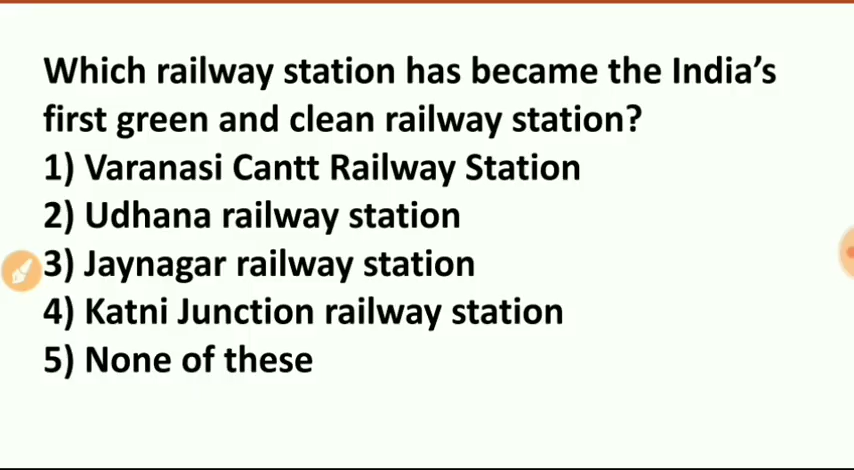 Which railway station has became the India's
first green and clean railway station?
1) Varanasi Cantt Railway Station
2) Udhana railway station
3) Jaynagar railway station
4) Katni Junction railway station
5) None of these